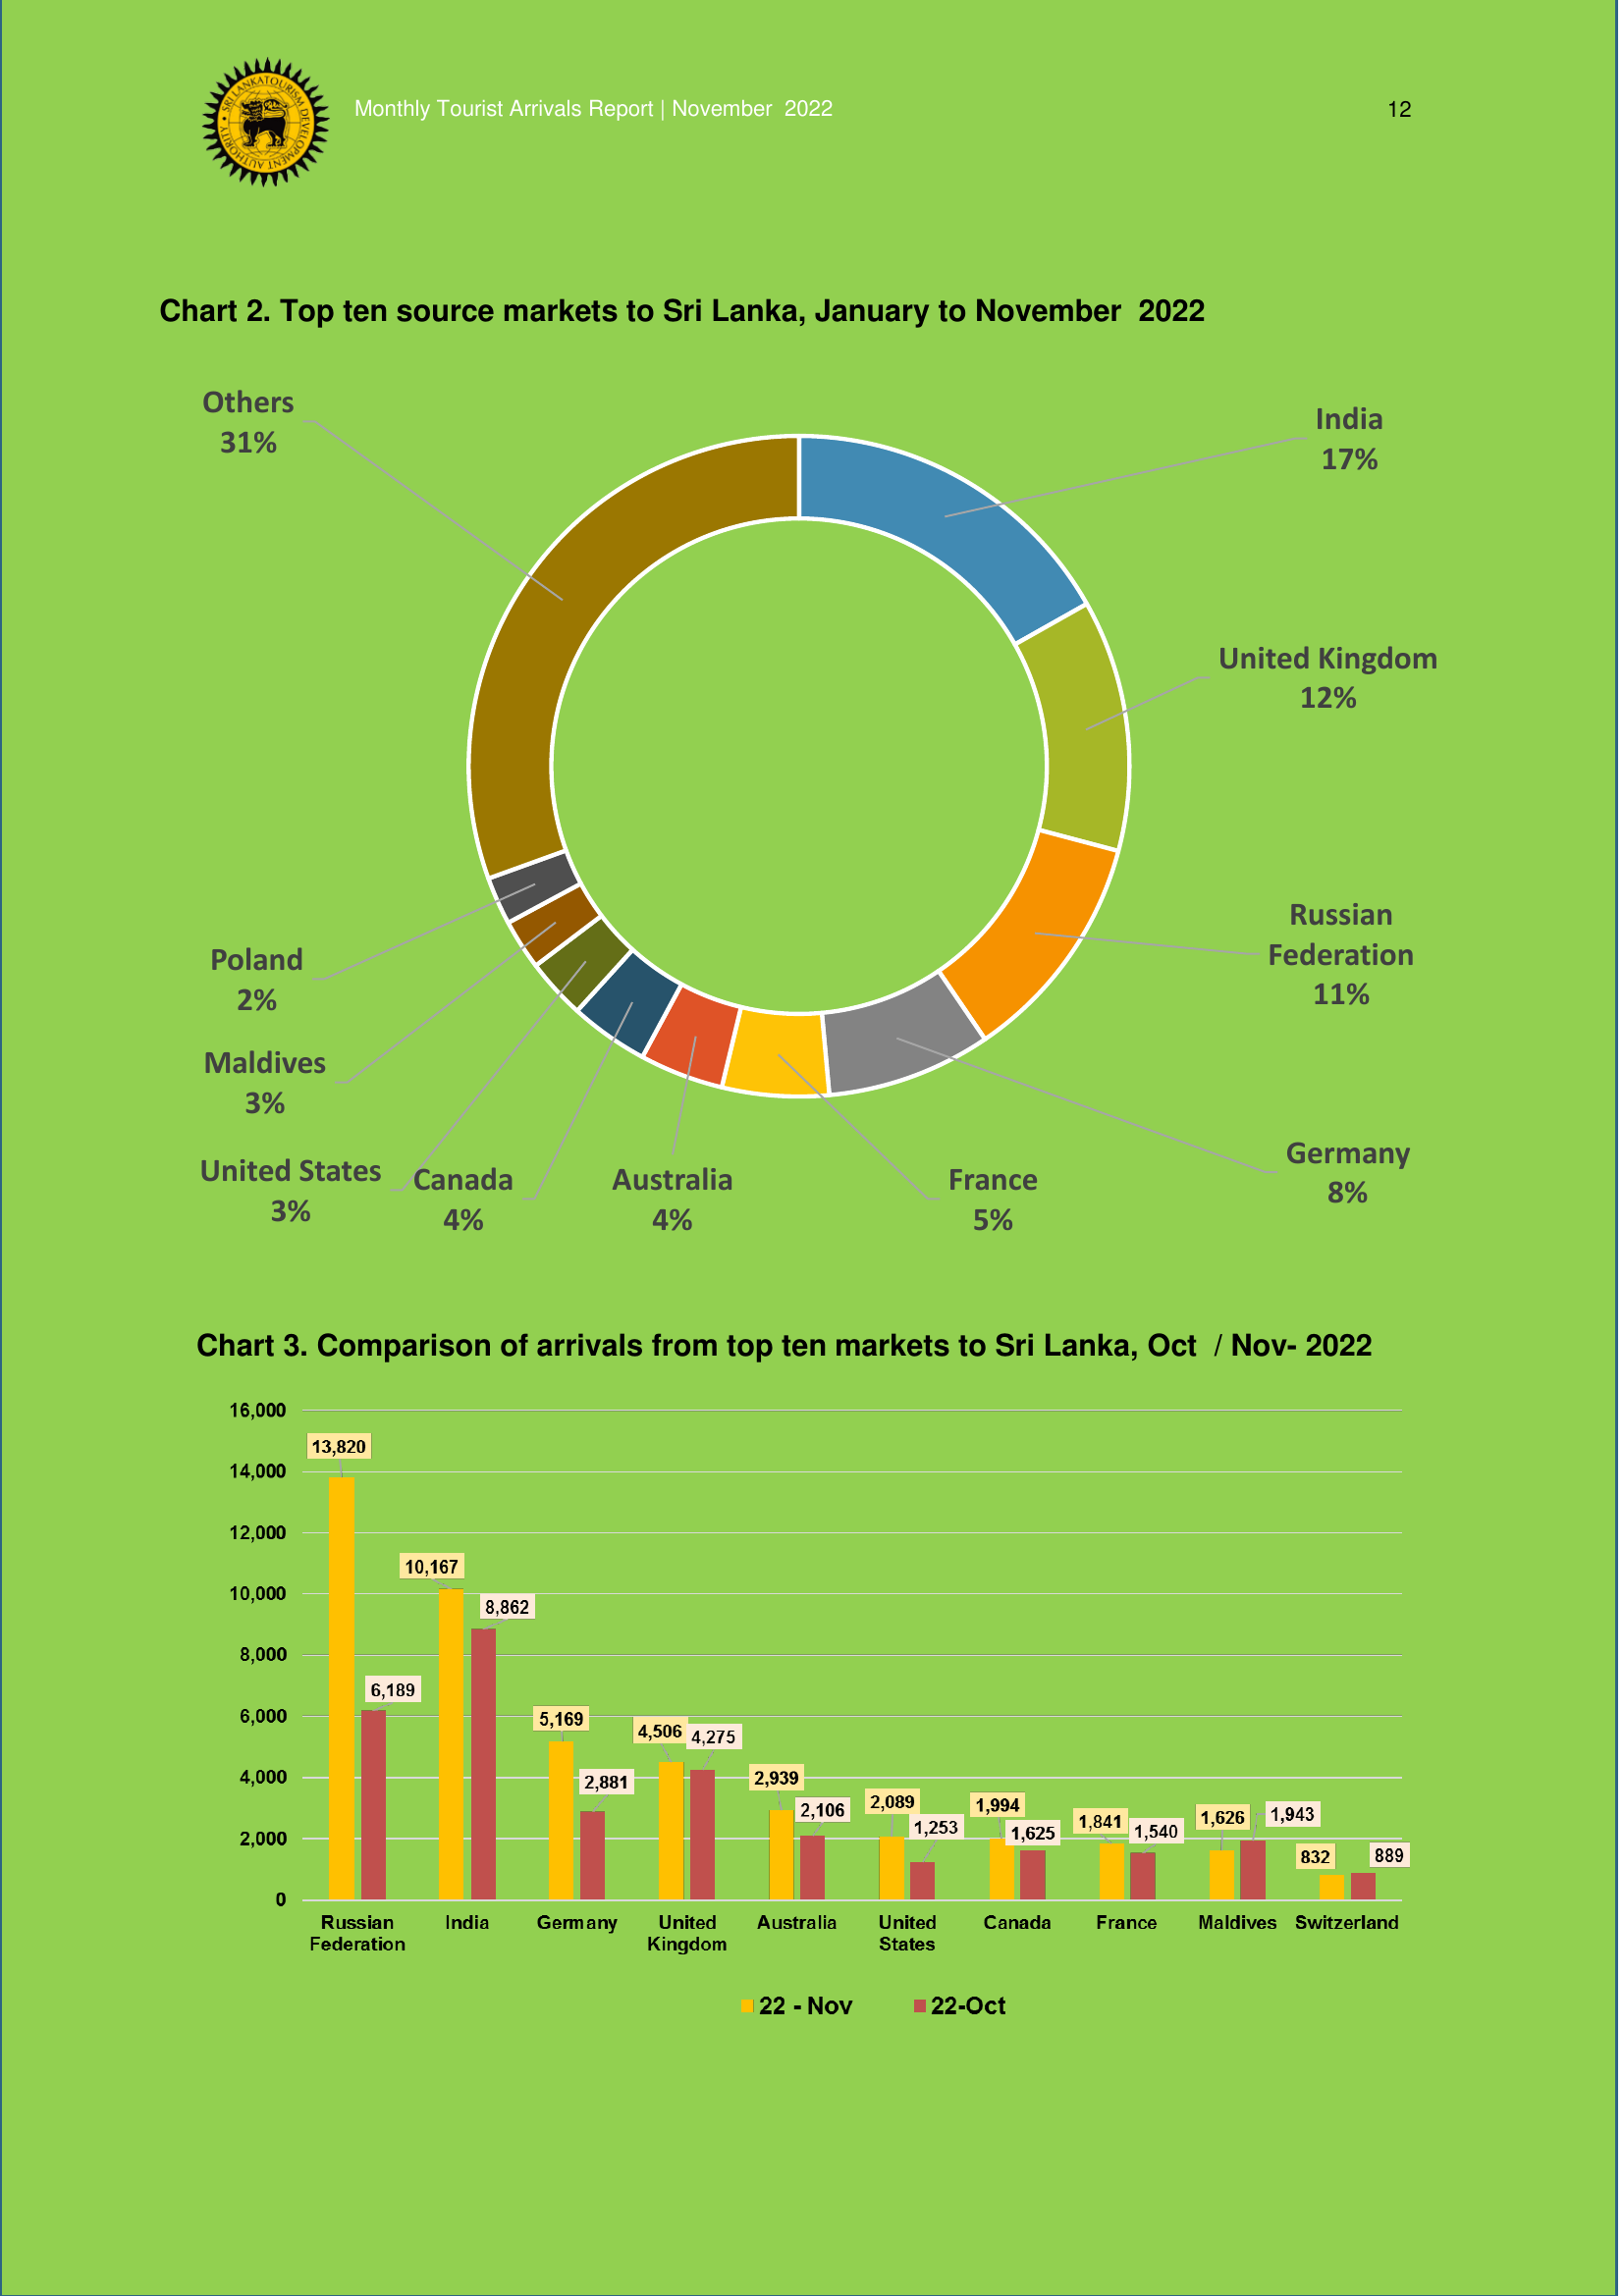 SRI LANKA TOURISM DEVELOPMENT AUTHORITY
Monthly Tourist Arrivals Report | November 2022
12
Chart 2. Top ten source markets to Sri Lanka, January to November 2022
Others
31%
India
17%
United Kingdom
12%
Russian
Federation
11%
Germany
8%
France
5%
Australia
4%
Canada
4%
United States
3%
Maldives
3%
Poland
2%
Chart 3. Comparison of arrivals from top ten markets to Sri Lanka, Oct / Nov- 2022
16,000
14,000
12,000
10,000
8,000
6,000
4,000
2,000
0
13,820
6,189
10,167
8,862
5,169
2,881
4,506
4,275
2,939
2,106
2,089
1,253
1,994
1,625
1,841
1,540
1,626
1,943
832
889
Russian
Federation
India
Germany
United
Kingdom
Australia
United
States
Canada
France
Maldives
Switzerland
22 - Nov
22-Oct